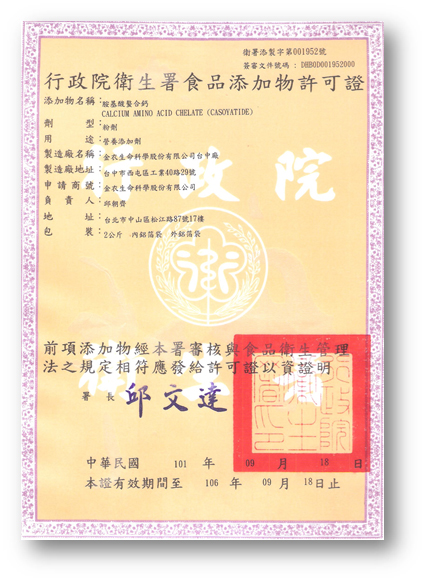 衛署添製字第001952號
簽審文件號碼：DHB0D001952000
行政院衛生署食品添加物許可證
添加物名稱：胺基酸螯合鈣
CALCIUM AMINO ACID CHELATE (CASOYATIDE)
劑型：粉劑
用途：營養添加劑
製造廠名稱：金衣生命科學股份有限公司台中廠
製造廠地址：台中市西屯區工業40路29號
申請商號：金衣生命科學股份有限公司
負責人：邱朝賚
地址：台北市中山區松江路87號17樓
包裝：2公斤 內鋁箔袋 外鋁箔袋
前項添加物經本署審核與食品衛生管理
法之規定相符應發給許可證以資證明
署長 邱文達
中華民國 101 年 09 月 18 日
本證有效期間至 106 年 09 月 18日止